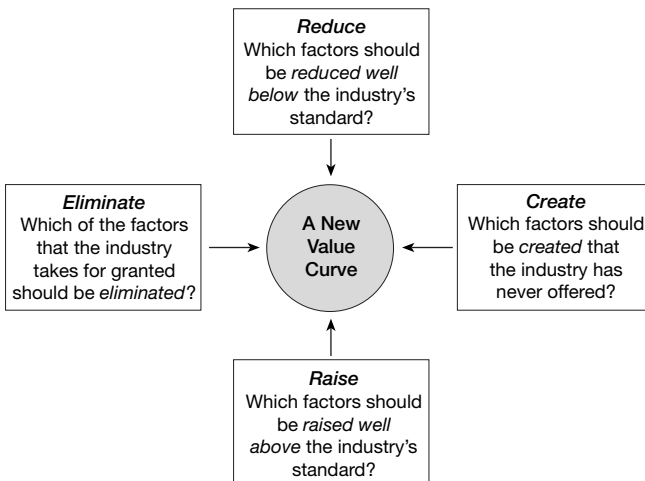 Reduce
Which factors should
be reduced well
below the industry's
standard?
Eliminate
Which of the factors
that the industry
takes for granted
should be eliminated?
A New
Value
Curve
Create
Which factors should
be created that
the industry has
never offered?
Raise
Which factors should
be raised well
above the industry's
standard?